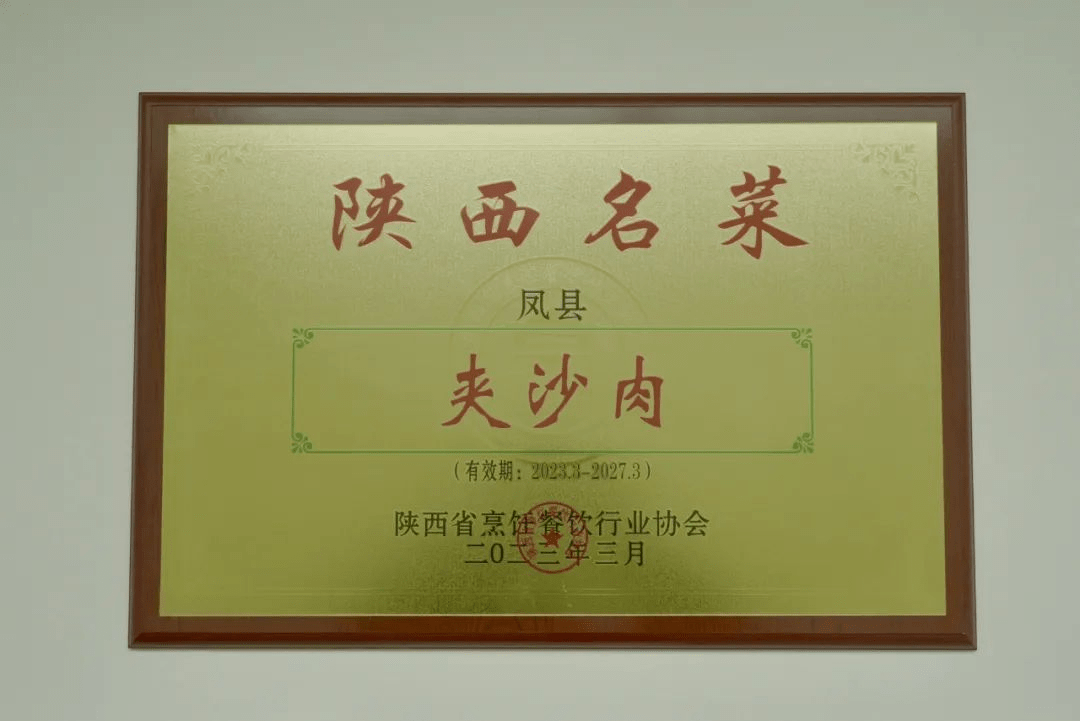 陕西名菜
凤县
夹沙肉
（有效期：2023.3-2027.3）
陕西省烹饪餐饮行业协会
二〇二三年三月